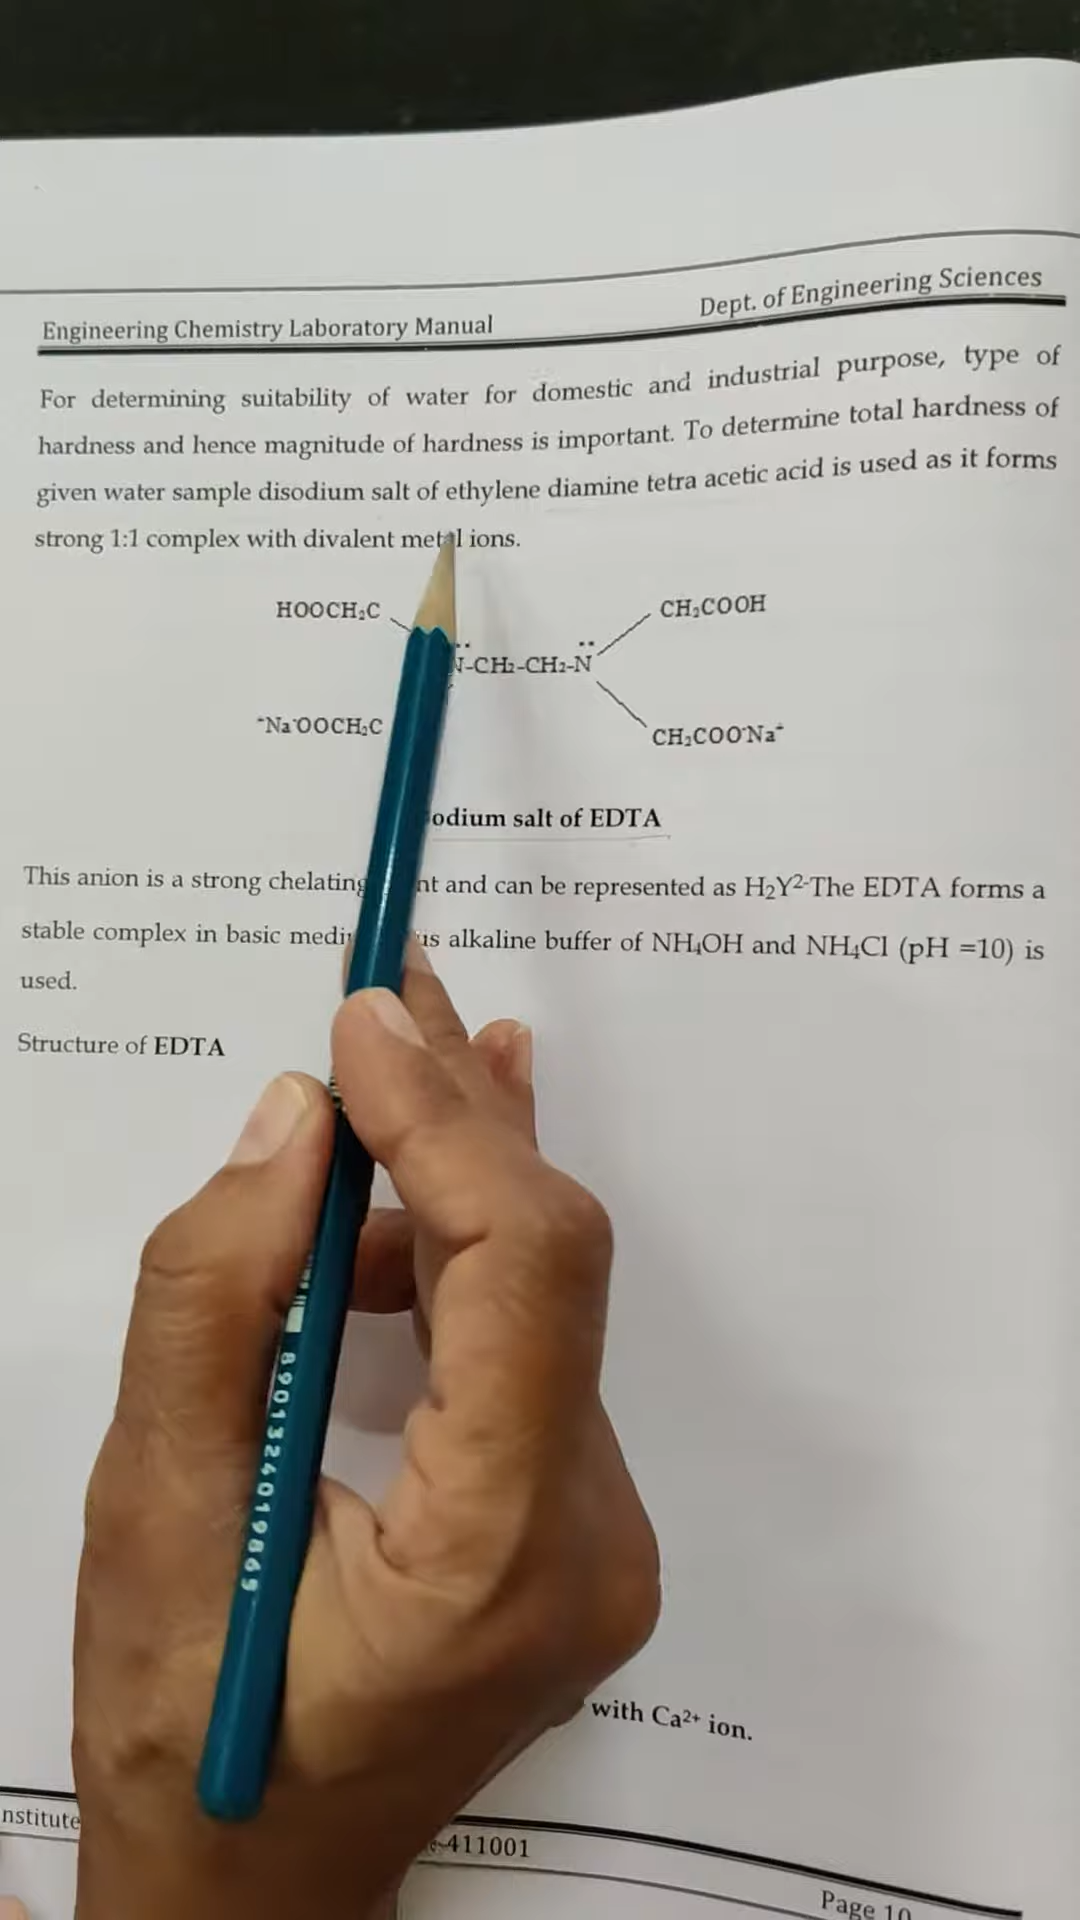 Engineering Chemistry Laboratory Manual
Dept. of Engineering Sciences
For determining suitability of water for domestic and industrial purpose, type of
hardness and hence magnitude of hardness is important. To determine total hardness of
given water sample disodium salt of ethylene diamine tetra acetic acid is used as it forms
strong 1:1 complex with divalent metal ions.
HOOCH₂C
CH₂COOH
N-CH₂-CH₂-N
⁺Na⁻OOCH₂C
CH₂COO⁻Na⁺
odium salt of EDTA
This anion is a strong chelating nt and can be represented as H₂Y²⁻The EDTA forms a
stable complex in basic medi us alkaline buffer of NH₄OH and NH₄Cl (pH =10) is
used.
Structure of EDTA
8901324019869
with Ca²⁺ ion.
nstitute
-411001
Page 10